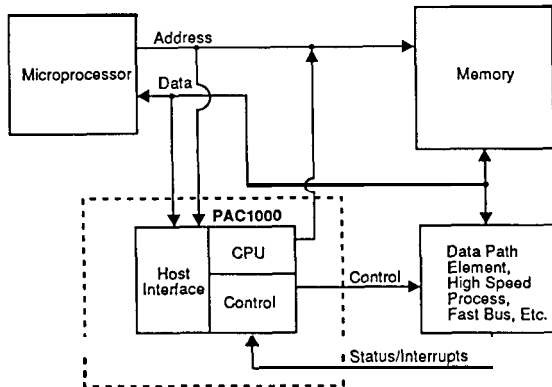 Address
Microprocessor
Memory
Data
PAC1000
CPU
Host
Interface
Control
Control
Data Path
Element,
High Speed
Process,
Fast Bus, Etc.
Status/Interrupts